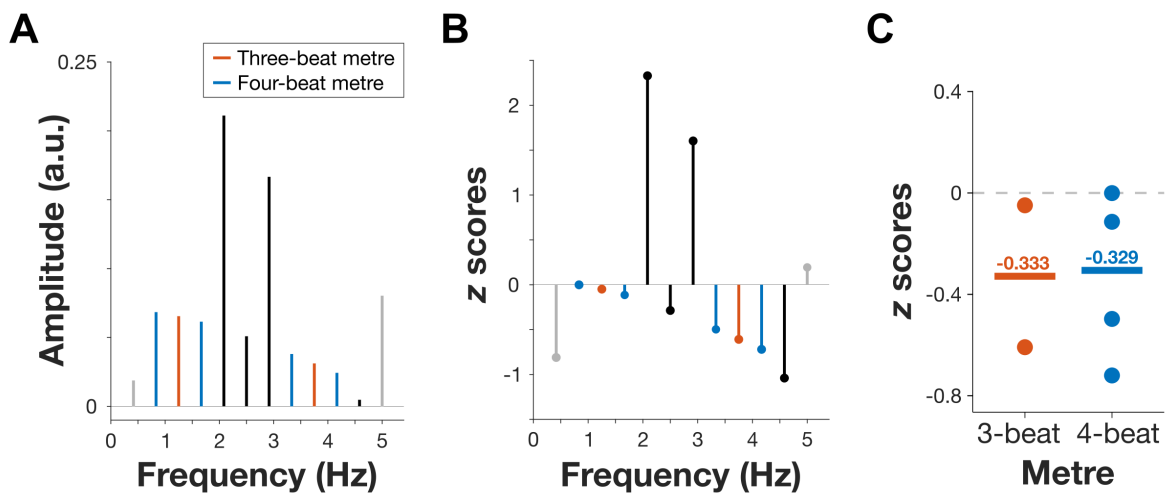 A
0.25
Three-beat metre
Four-beat metre
Amplitude (a.u.)
0
0 1 2 3 4 5
Frequency (Hz)
B
2
1
0
-1
z scores
0 1 2 3 4 5
Frequency (Hz)
C
0.4
0
-0.4
-0.8
z scores
-0.333
-0.329
3-beat 4-beat
Metre